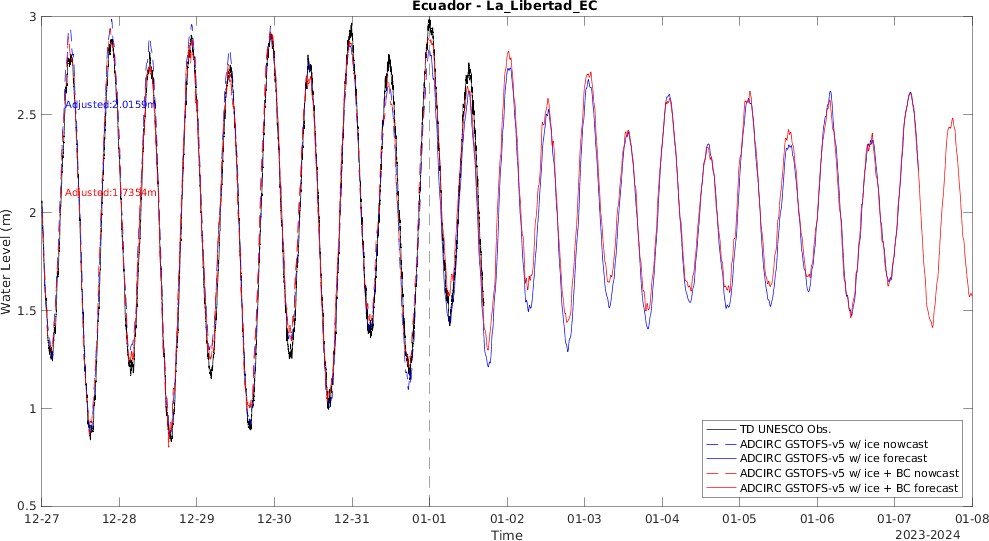 Ecuador - La_Libertad_EC
3
2.5
2
1.5
1
0.5
Water Level (m)
Adjusted:2.0159m
Adjusted:1.7354m
TD UNESCO Obs.
ADCIRC GSTOFS-v5 w/ ice nowcast
ADCIRC GSTOFS-v5 w/ ice forecast
ADCIRC GSTOFS-v5 w/ ice + BC nowcast
ADCIRC GSTOFS-v5 w/ ice + BC forecast
12-27 12-28 12-29 12-30 12-31 01-01 01-02 01-03 01-04 01-05 01-06 01-07 01-08
Time
2023-2024